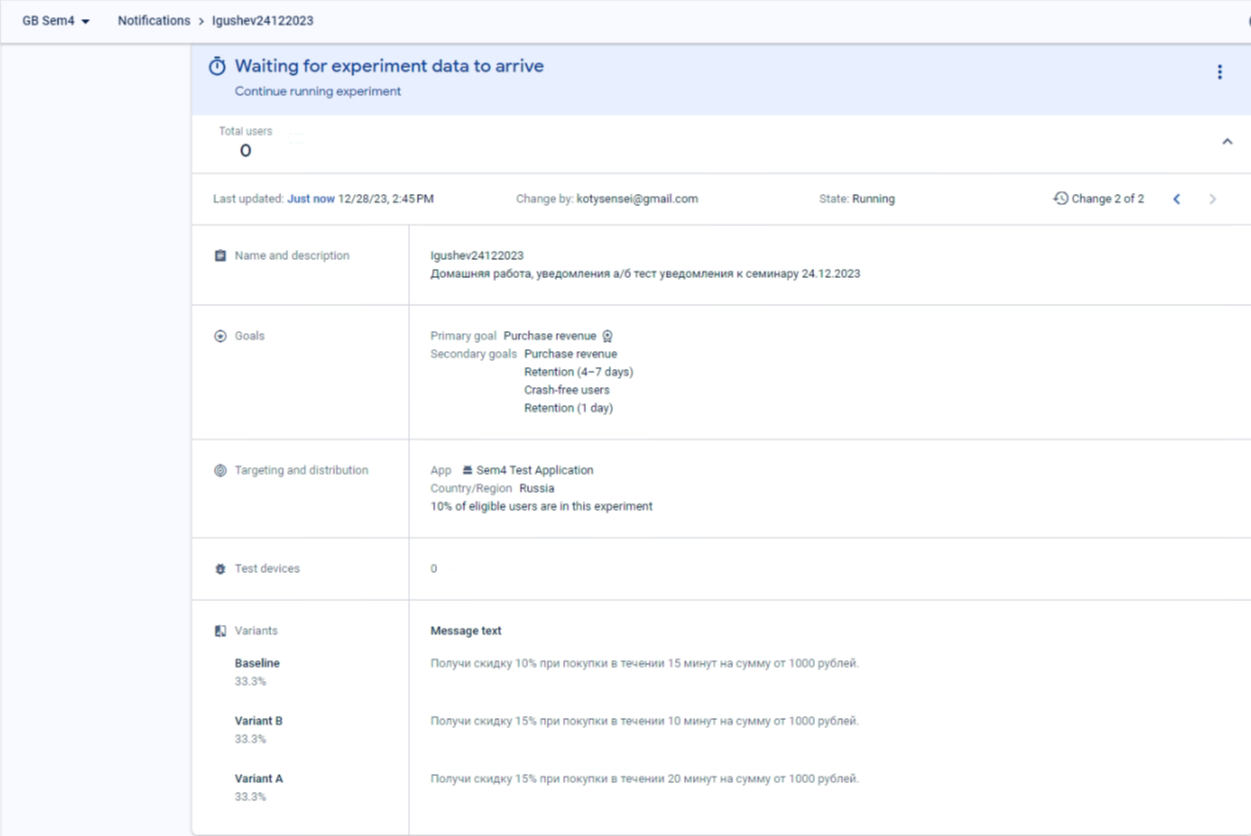 GB Sem4 Notifications > Igushev24122023
Waiting for experiment data to arrive
Continue running experiment
Total users
0
Last updated: Just now 12/28/23, 2:45 PM Change by: kotysensei@gmail.com State: Running Change 2 of 2
Name and description
Igushev24122023
Домашняя работа, уведомления а/б тест уведомления к семинару 24.12.2023
Goals
Primary goal Purchase revenue
Secondary goals Purchase revenue
Retention (4–7 days)
Crash-free users
Retention (1 day)
Targeting and distribution
App Sem4 Test Application
Country/Region Russia
10% of eligible users are in this experiment
Test devices 0
Variants Message text
Baseline Получи скидку 10% при покупки в течении 15 минут на сумму от 1000 рублей.
33.3%
Variant B Получи скидку 15% при покупки в течении 10 минут на сумму от 1000 рублей.
33.3%
Variant A Получи скидку 15% при покупки в течении 20 минут на сумму от 1000 рублей.
33.3%